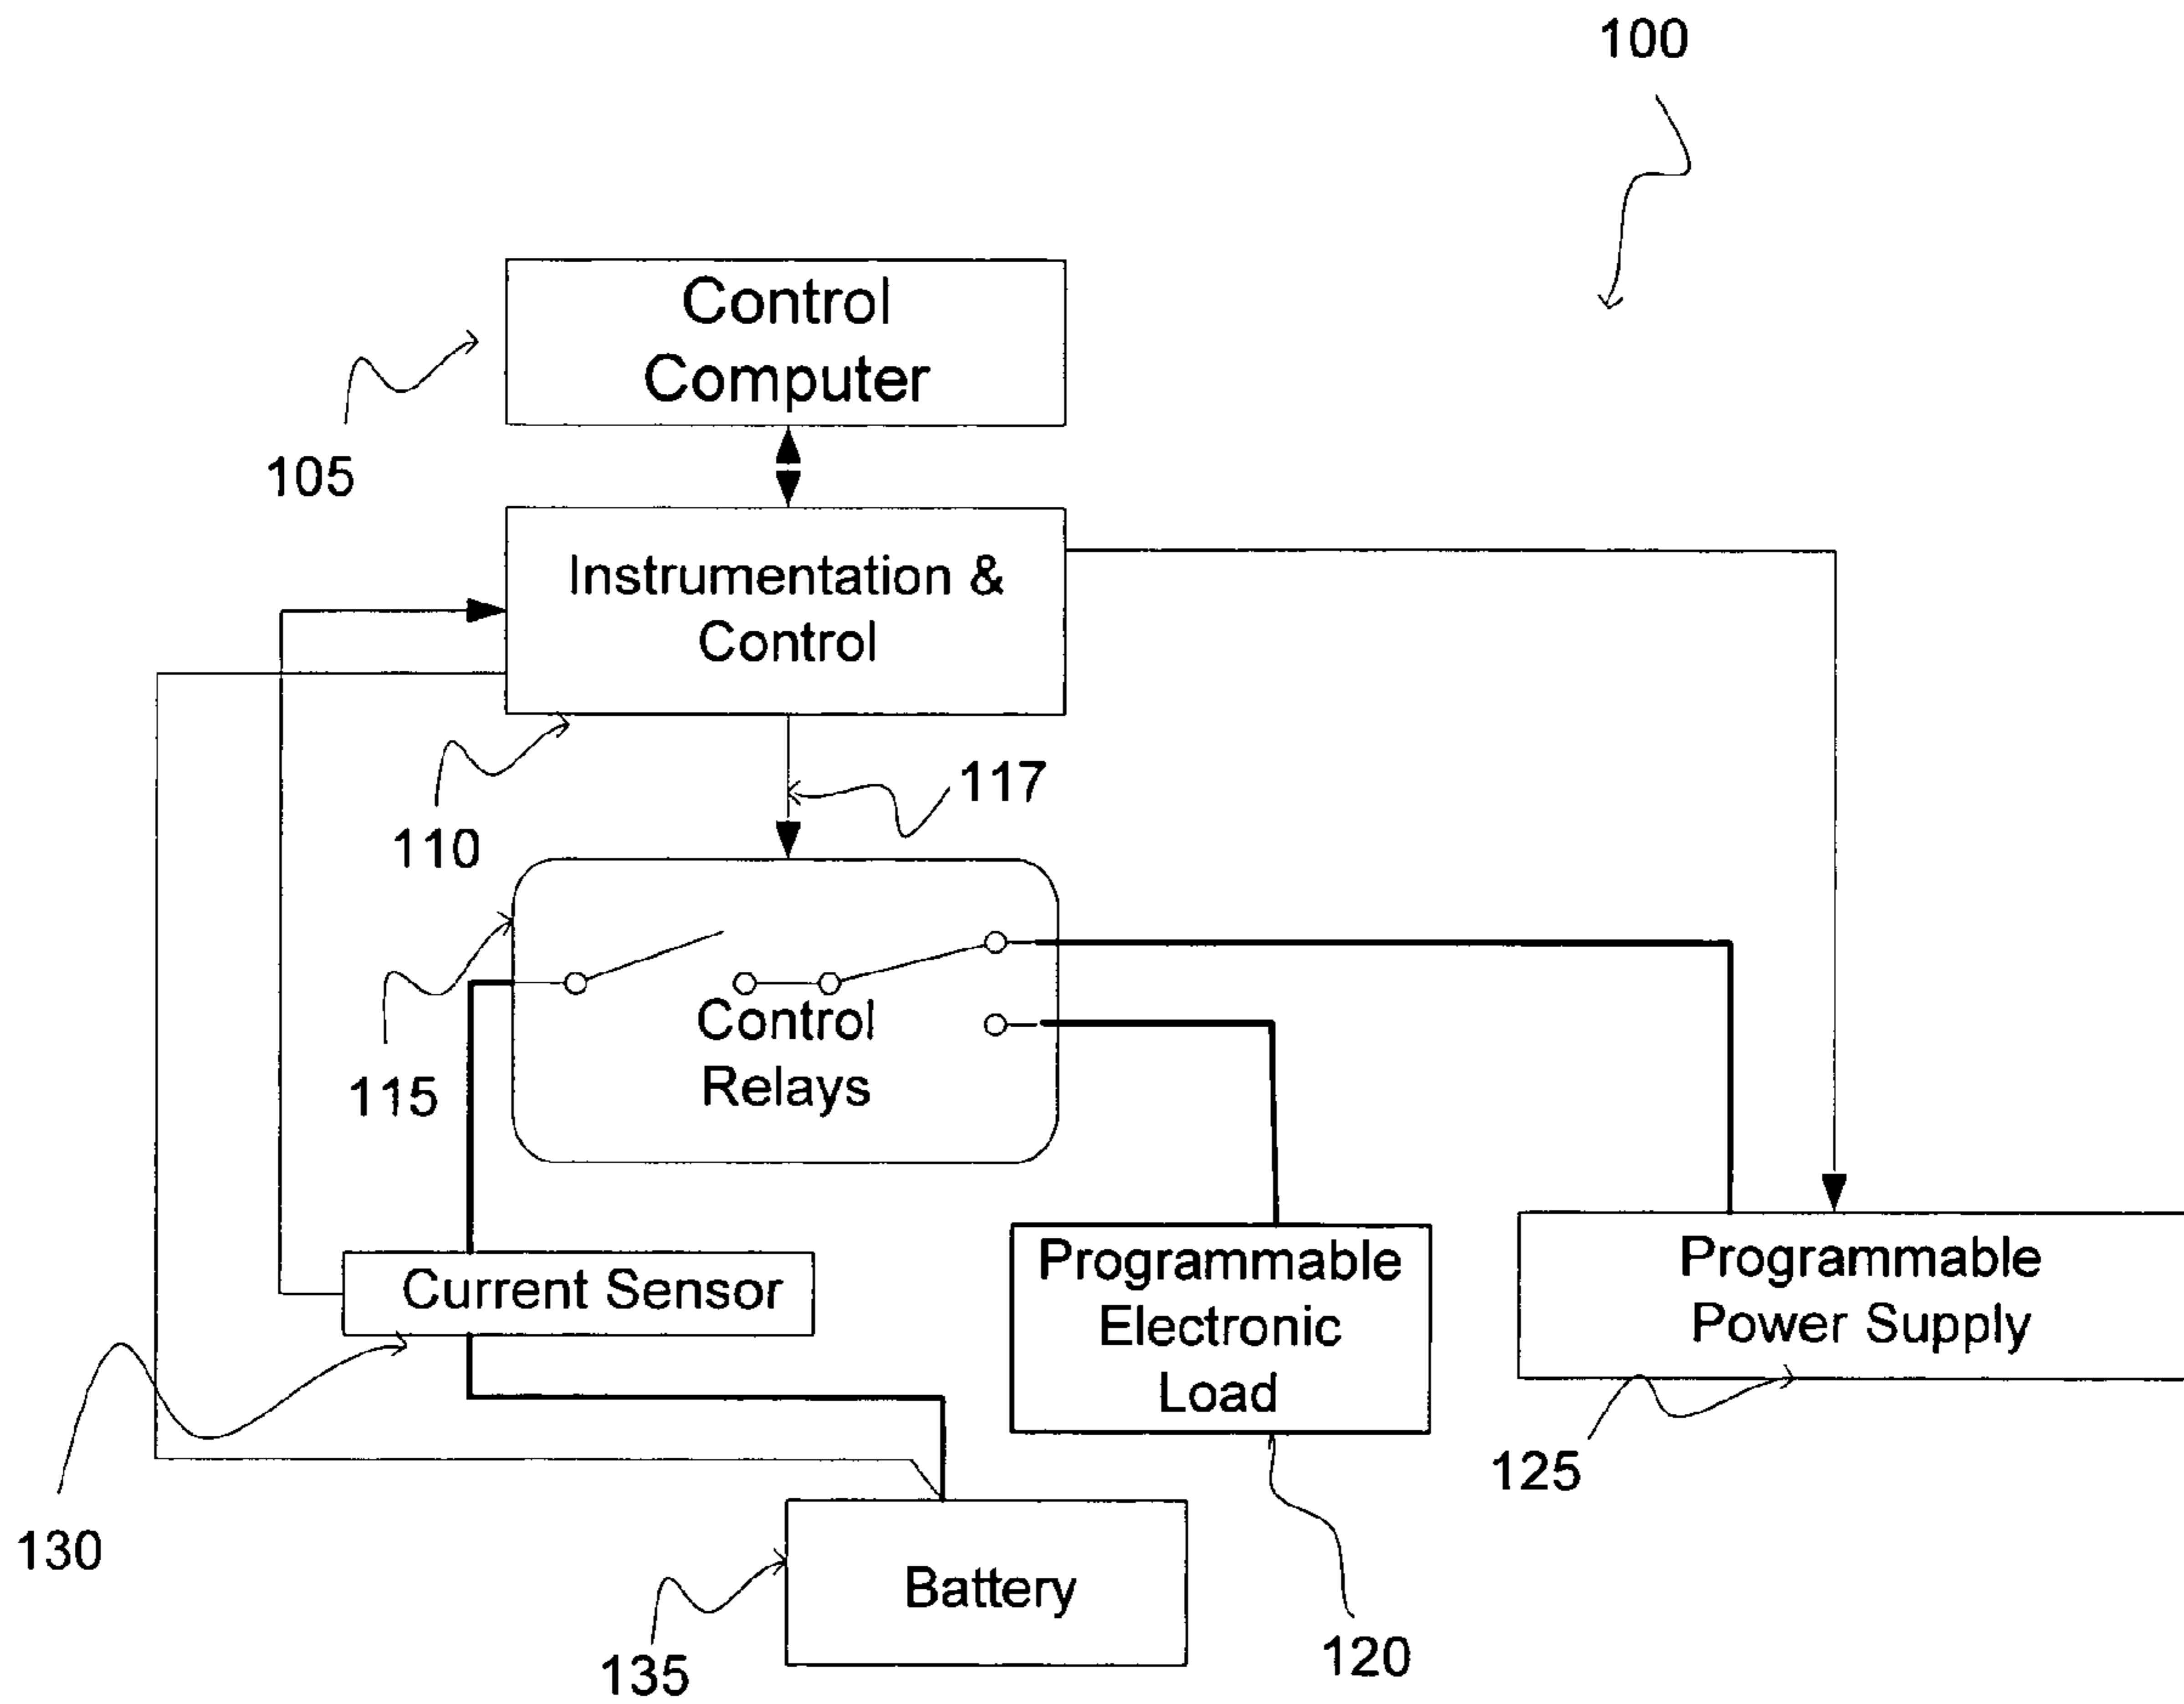 100
Control
Computer
105
Instrumentation &
Control
117
110
Control
Relays
115
Current Sensor
Programmable
Electronic
Load
Programmable
Power Supply
125
130
Battery
120
135